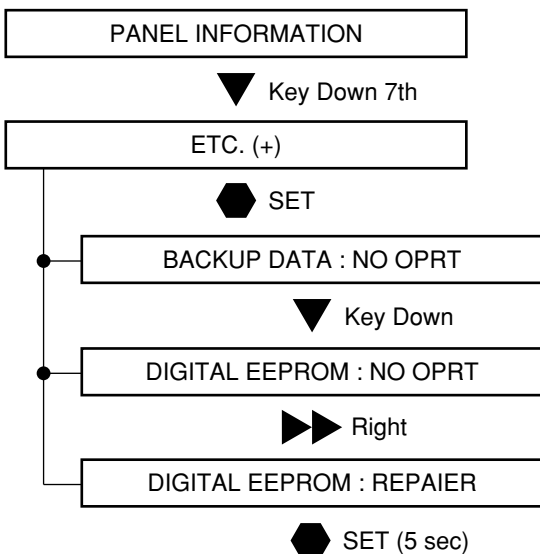 PANEL INFORMATION
Key Down 7th
ETC. (+)
SET
BACKUP DATA : NO OPRT
Key Down
DIGITAL EEPROM : NO OPRT
Right
DIGITAL EEPROM : REPAIER
SET (5 sec)